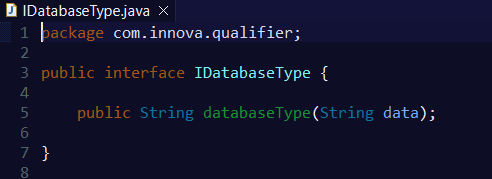 IDatabaseType.java
1 package com.innova.qualifier;
2
3 public interface IDatabaseType {
4
5 public String databaseType(String data);
6
7 }
8